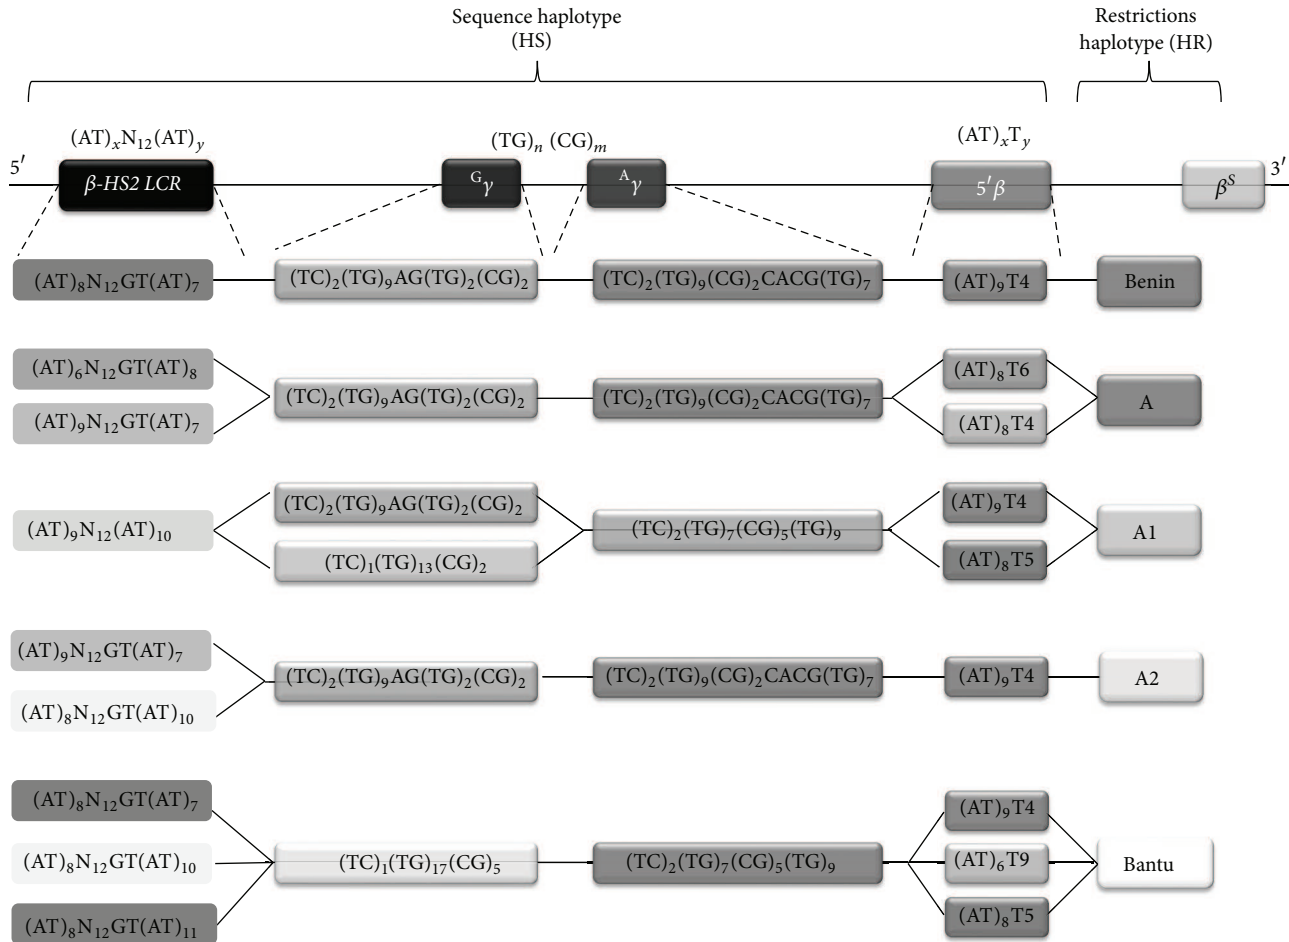 Sequence haplotype
(HS)
Restrictions
haplotype (HR)
(AT)ₓN₁₂(AT)ᵧ
(TG)ₙ (CG)ₘ
(AT)ₓTᵧ
5′
β-HS2 LCR
ᴳγ
ᴬγ
5′β
βˢ
3′
(AT)₈N₁₂GT(AT)₇
(TC)₂(TG)₉AG(TG)₂(CG)₂
(TC)₂(TG)₉(CG)₂CACG(TG)₇
(AT)₉T4
Benin
(AT)₆N₁₂GT(AT)₈
(AT)₉N₁₂GT(AT)₇
(TC)₂(TG)₉AG(TG)₂(CG)₂
(TC)₂(TG)₉(CG)₂CACG(TG)₇
(AT)₈T6
(AT)₈T4
A
(AT)₉N₁₂(AT)₁₀
(TC)₂(TG)₉AG(TG)₂(CG)₂
(TC)₁(TG)₁₃(CG)₂
(TC)₂(TG)₇(CG)₅(TG)₉
(AT)₉T4
(AT)₈T5
A1
(AT)₉N₁₂GT(AT)₇
(AT)₈N₁₂GT(AT)₁₀
(TC)₂(TG)₉AG(TG)₂(CG)₂
(TC)₂(TG)₉(CG)₂CACG(TG)₇
(AT)₉T4
A2
(AT)₈N₁₂GT(AT)₇
(AT)₈N₁₂GT(AT)₁₀
(AT)₈N₁₂GT(AT)₁₁
(TC)₁(TG)₁₇(CG)₅
(TC)₂(TG)₇(CG)₅(TG)₉
(AT)₉T4
(AT)₆T9
(AT)₈T5
Bantu